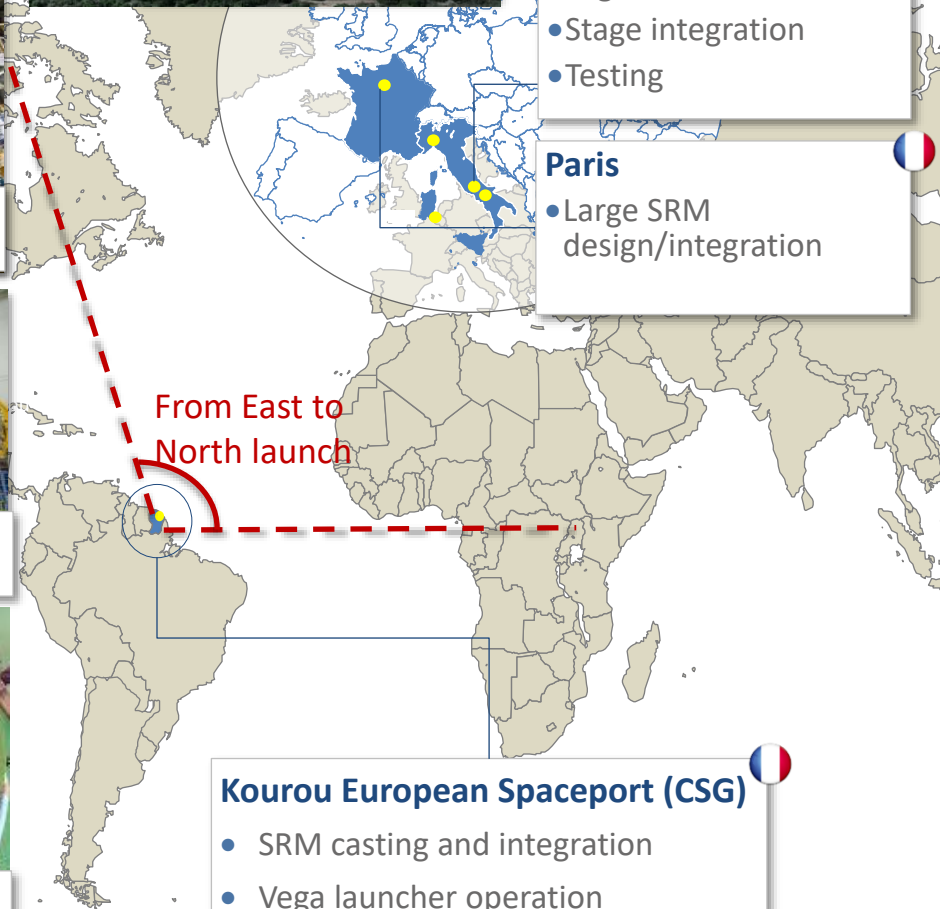 •Stage integration
•Testing
Paris
•Large SRM
design/integration
From East to
North launch
Kourou European Spaceport (CSG)
• SRM casting and integration
• Vega launcher operation